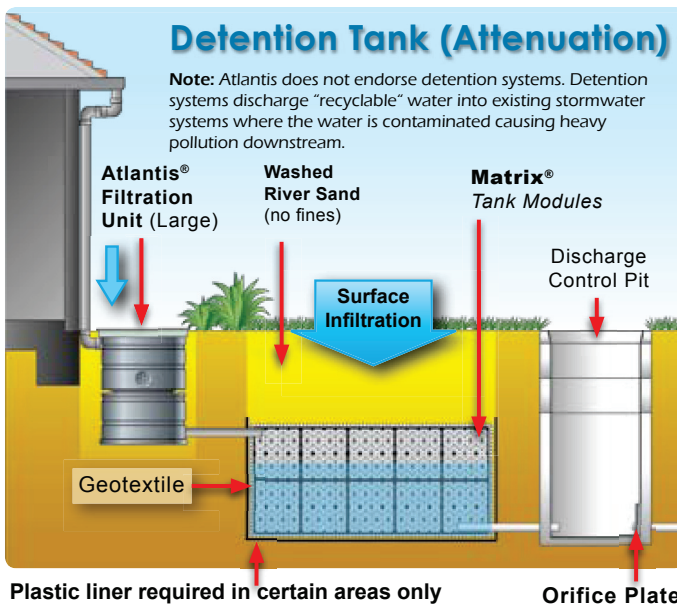 Detention Tank (Attenuation)
Note: Atlantis does not endorse detention systems. Detention
systems discharge "recyclable" water into existing stormwater
systems where the water is contaminated causing heavy
pollution downstream.
Atlantis®
Filtration
Unit (Large)
Washed
River Sand
(no fines)
Matrix®
Tank Modules
Discharge
Control Pit
Surface
Infiltration
Geotextile
Plastic liner required in certain areas only
Orifice Plate